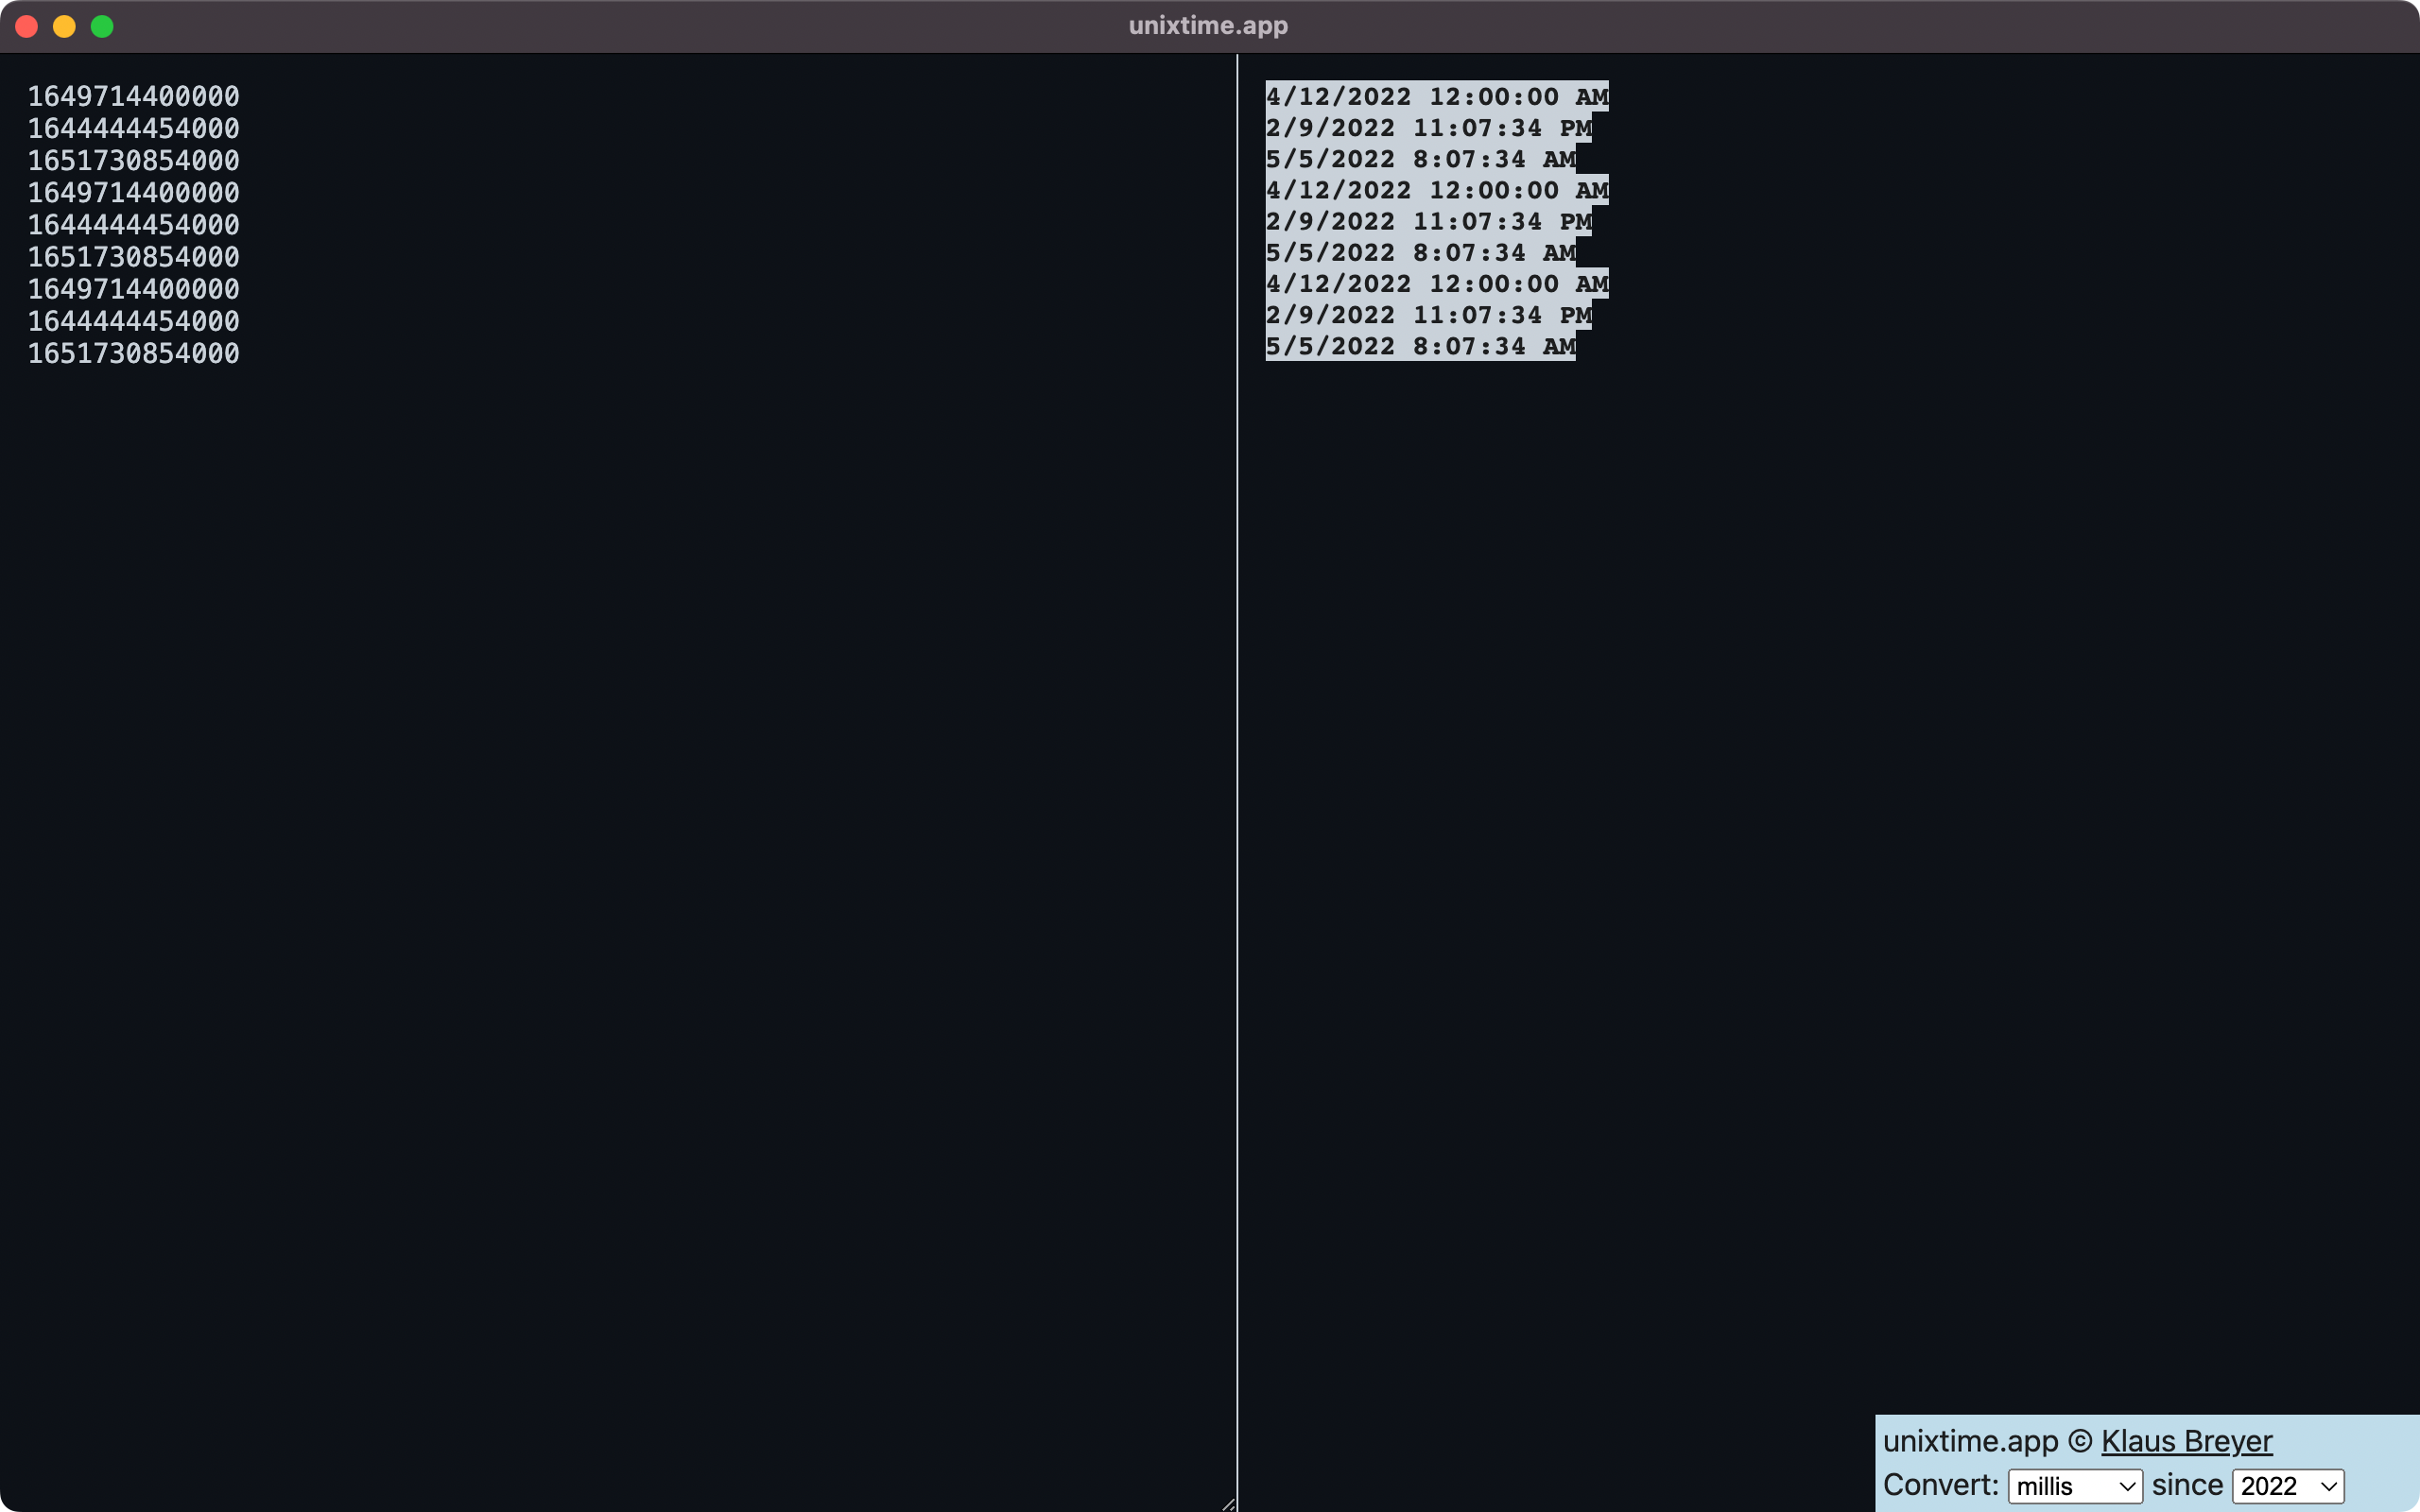 unixtime.app
1649714400000
1644444454000
1651730854000
1649714400000
1644444454000
1651730854000
1649714400000
1644444454000
1651730854000
4/12/2022 12:00:00 AM
2/9/2022 11:07:34 PM
5/5/2022 8:07:34 AM
4/12/2022 12:00:00 AM
2/9/2022 11:07:34 PM
5/5/2022 8:07:34 AM
4/12/2022 12:00:00 AM
2/9/2022 11:07:34 PM
5/5/2022 8:07:34 AM
unixtime.app © Klaus Breyer
Convert: millis since 2022